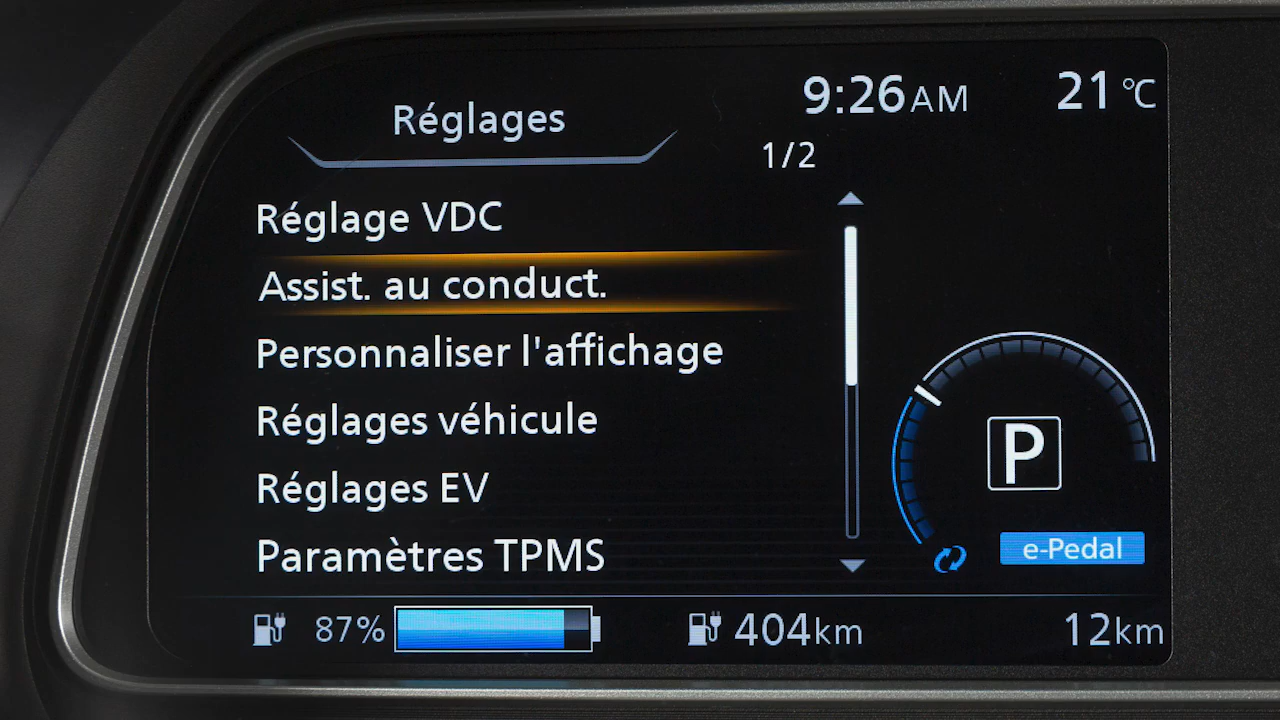 Réglages
9:26AM
21 °C
1/2
Réglage VDC
Assist. au conduct.
Personnaliser l'affichage
Réglages véhicule
Réglages EV
Paramètres TPMS
P
e-Pedal
87%
404km
12km